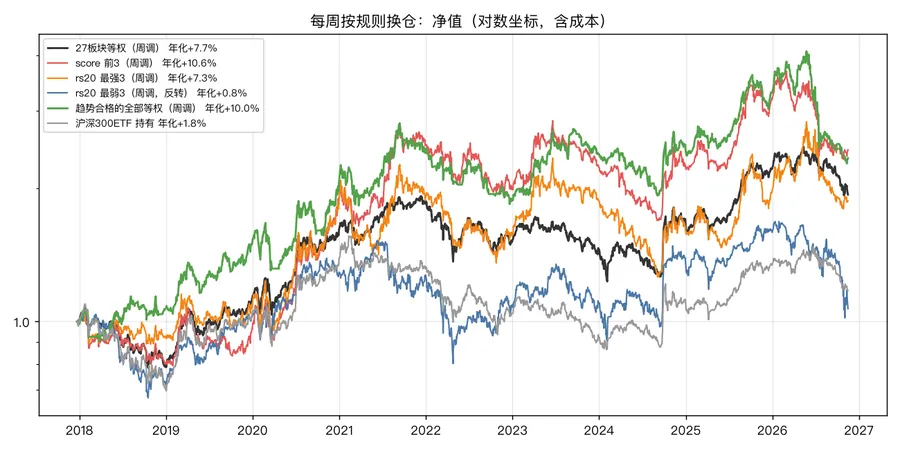 每周按规则换仓：净值（对数坐标，含成本）
27板块等权（周调） 年化+7.7%
score 前3（周调） 年化+10.6%
rs20 最强3（周调） 年化+7.3%
rs20 最弱3（周调，反转） 年化+0.8%
趋势合格的全部等权（周调） 年化+10.0%
沪深300ETF 持有 年化+1.8%
1.0
2018 2019 2020 2021 2022 2023 2024 2025 2026 2027